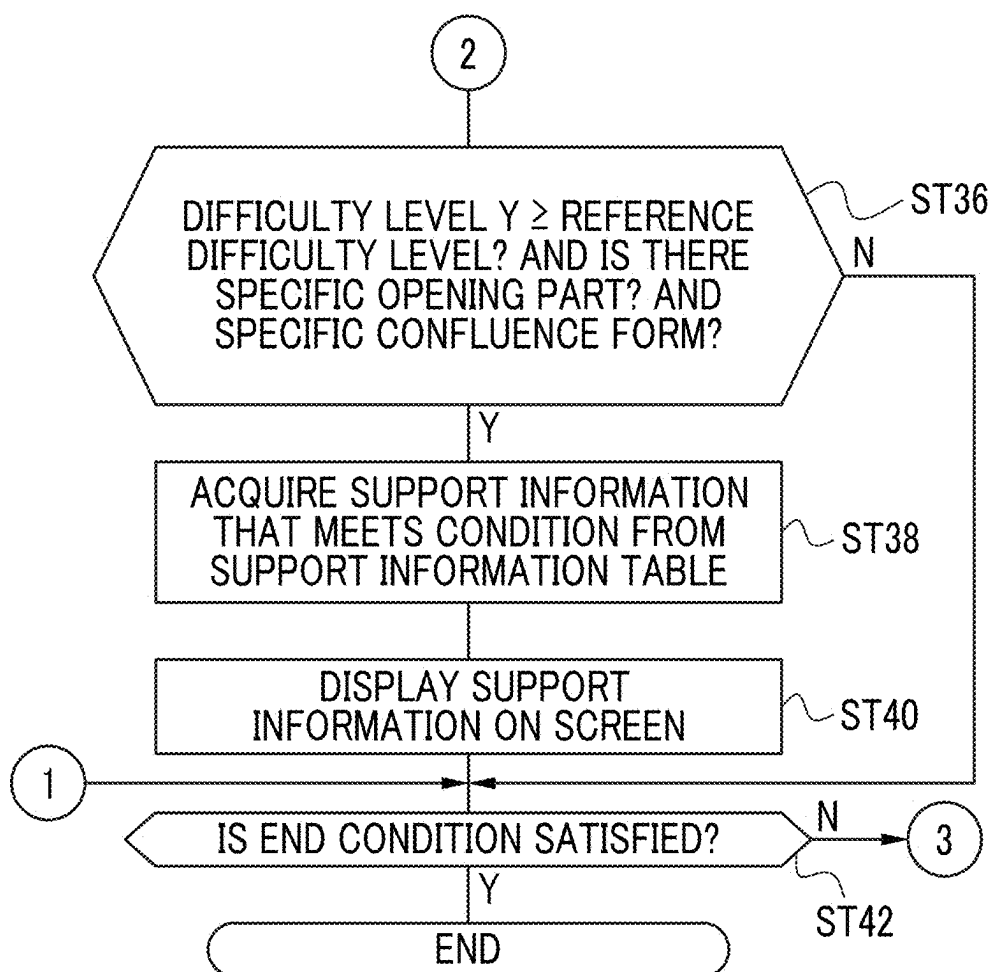 2
DIFFICULTY LEVEL Y ≥ REFERENCE
DIFFICULTY LEVEL? AND IS THERE
SPECIFIC OPENING PART? AND
SPECIFIC CONFLUENCE FORM?
ST36
N
Y
ACQUIRE SUPPORT INFORMATION
THAT MEETS CONDITION FROM
SUPPORT INFORMATION TABLE
ST38
DISPLAY SUPPORT
INFORMATION ON SCREEN
ST40
1
IS END CONDITION SATISFIED?
N
3
Y
ST42
END